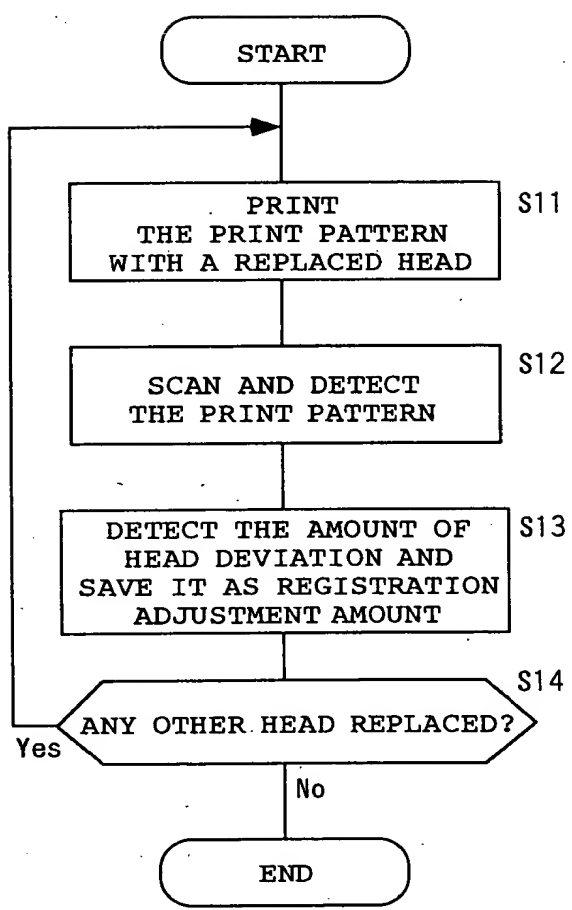 START
S11
PRINT
THE PRINT PATTERN
WITH A REPLACED HEAD
S12
SCAN AND DETECT
THE PRINT PATTERN
S13
DETECT THE AMOUNT OF
HEAD DEVIATION AND
SAVE IT AS REGISTRATION
ADJUSTMENT AMOUNT
S14
ANY OTHER HEAD REPLACED?
Yes
No
END